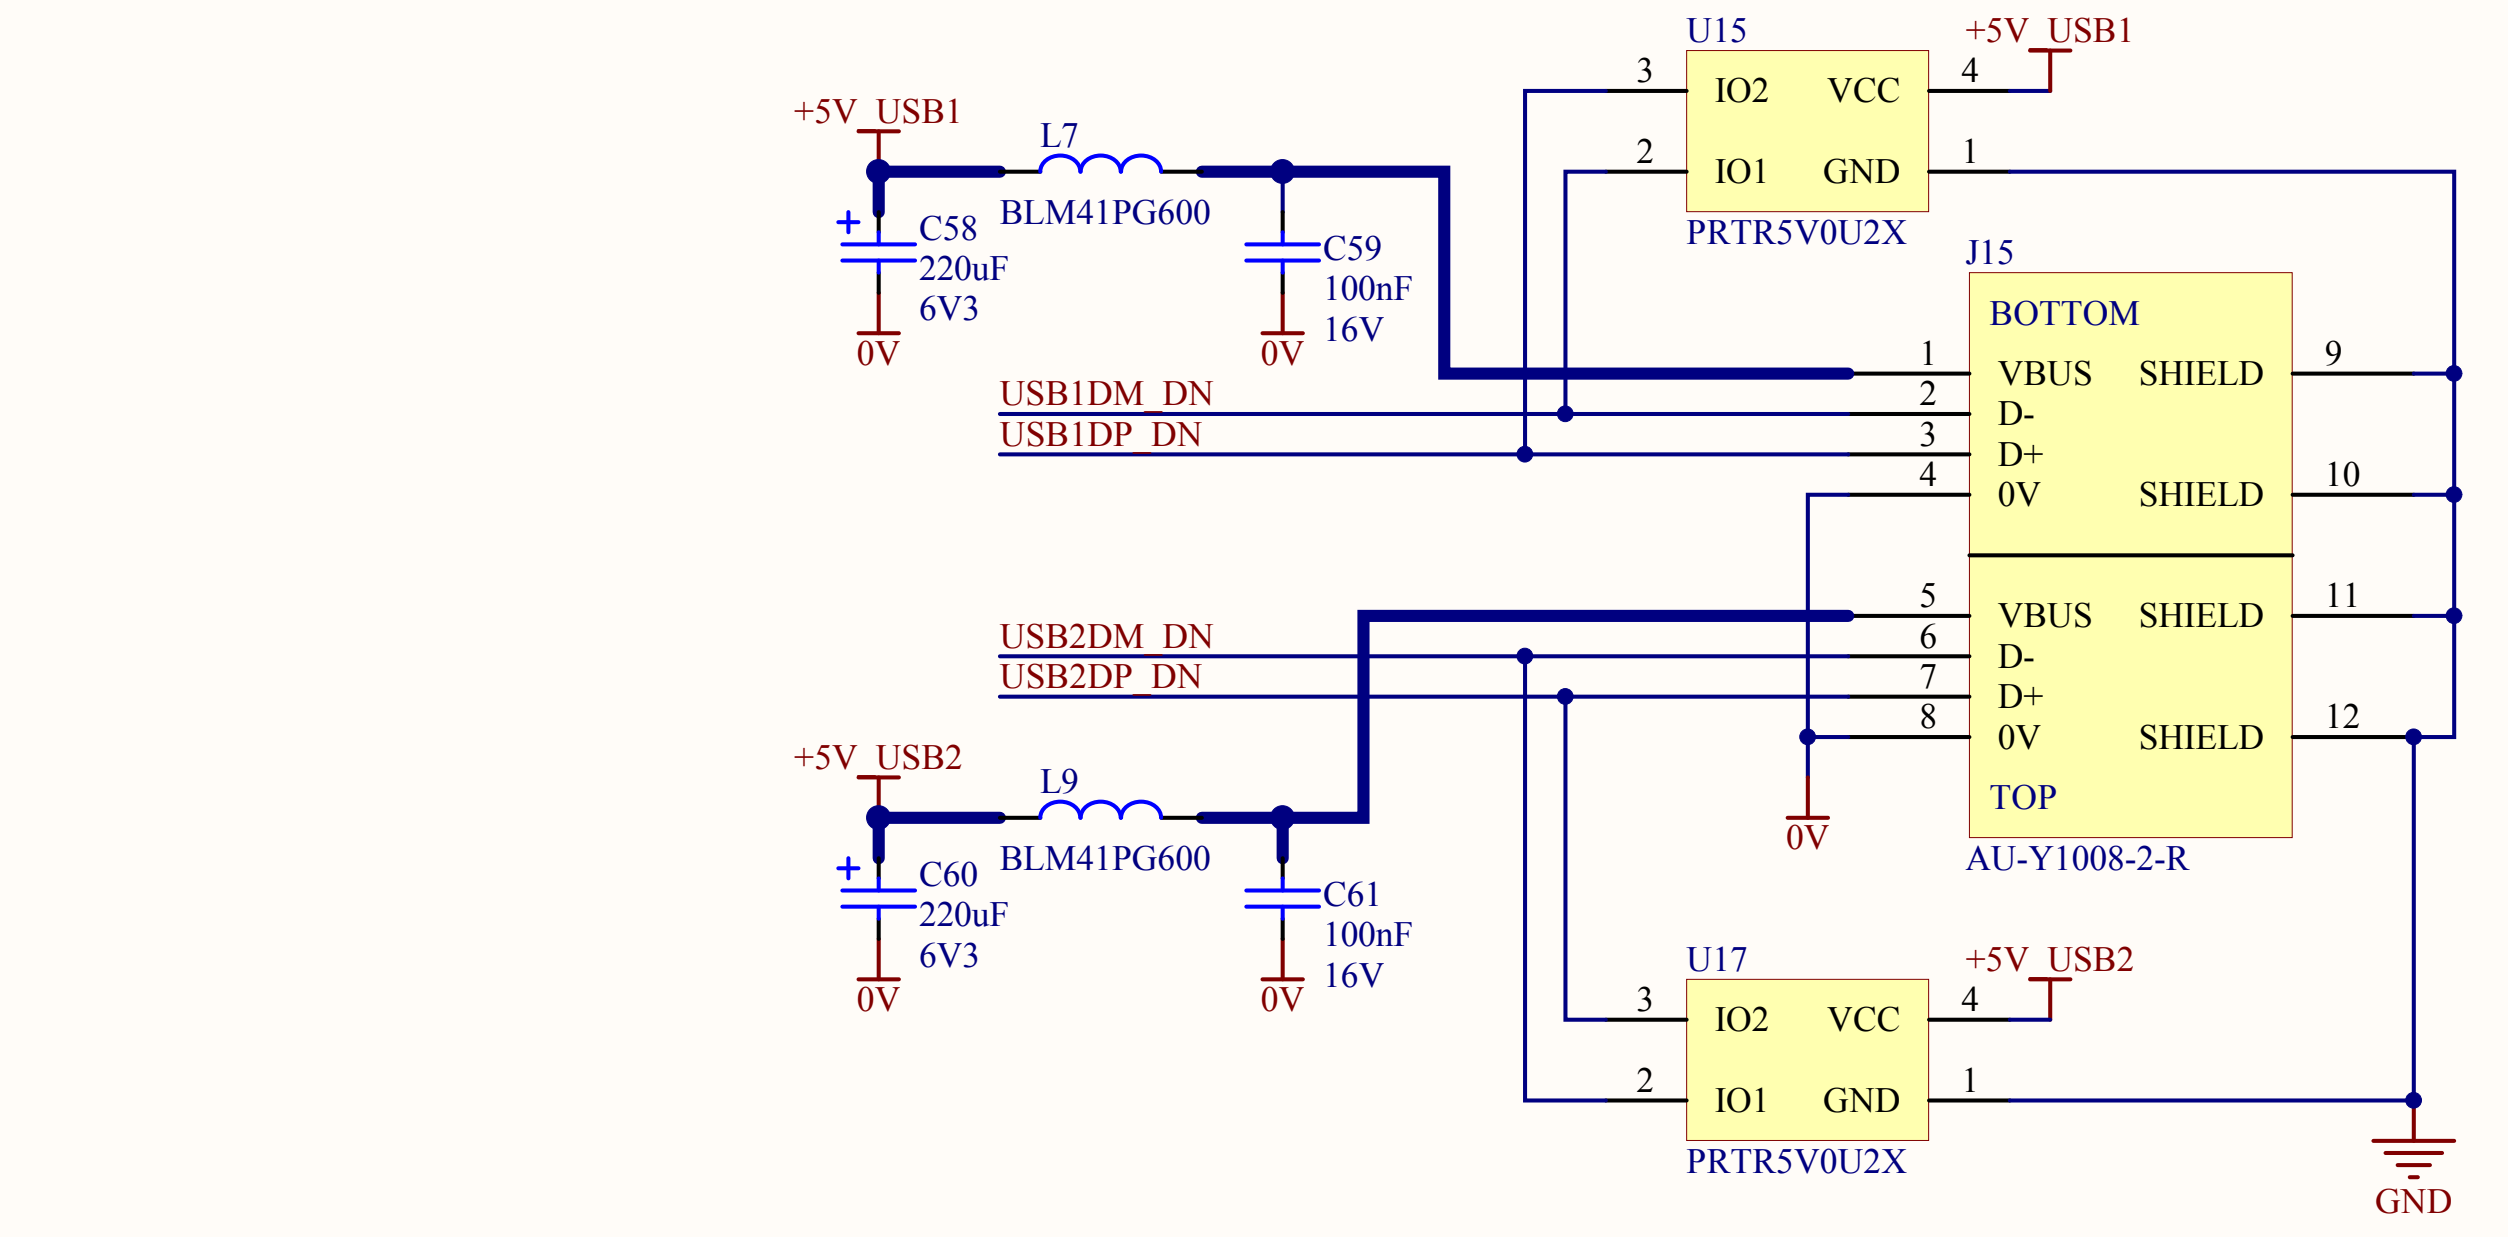 U15
+5V_USB1
3
IO2
VCC
4
2
IO1
GND
1
PRTR5V0U2X
+5V_USB1
L7
BLM41PG600
+
C58
220uF
6V3
0V
C59
100nF
16V
0V
J15
BOTTOM
1
VBUS
SHIELD
9
USB1DM_DN
2
D-
USB1DP_DN
3
D+
4
0V
SHIELD
10
5
VBUS
SHIELD
11
USB2DM_DN
6
D-
USB2DP_DN
7
D+
8
0V
SHIELD
12
TOP
0V
AU-Y1008-2-R
+5V_USB2
L9
BLM41PG600
+
C60
220uF
6V3
0V
C61
100nF
16V
0V
U17
+5V_USB2
3
IO2
VCC
4
2
IO1
GND
1
PRTR5V0U2X
GND